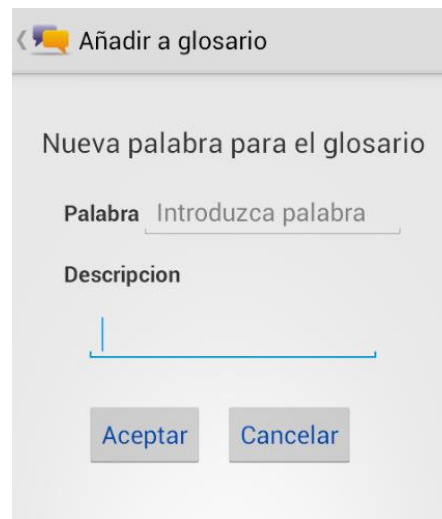 Añadir a glosario
Nueva palabra para el glosario
Palabra Introduzca palabra
Descripcion
Aceptar Cancelar